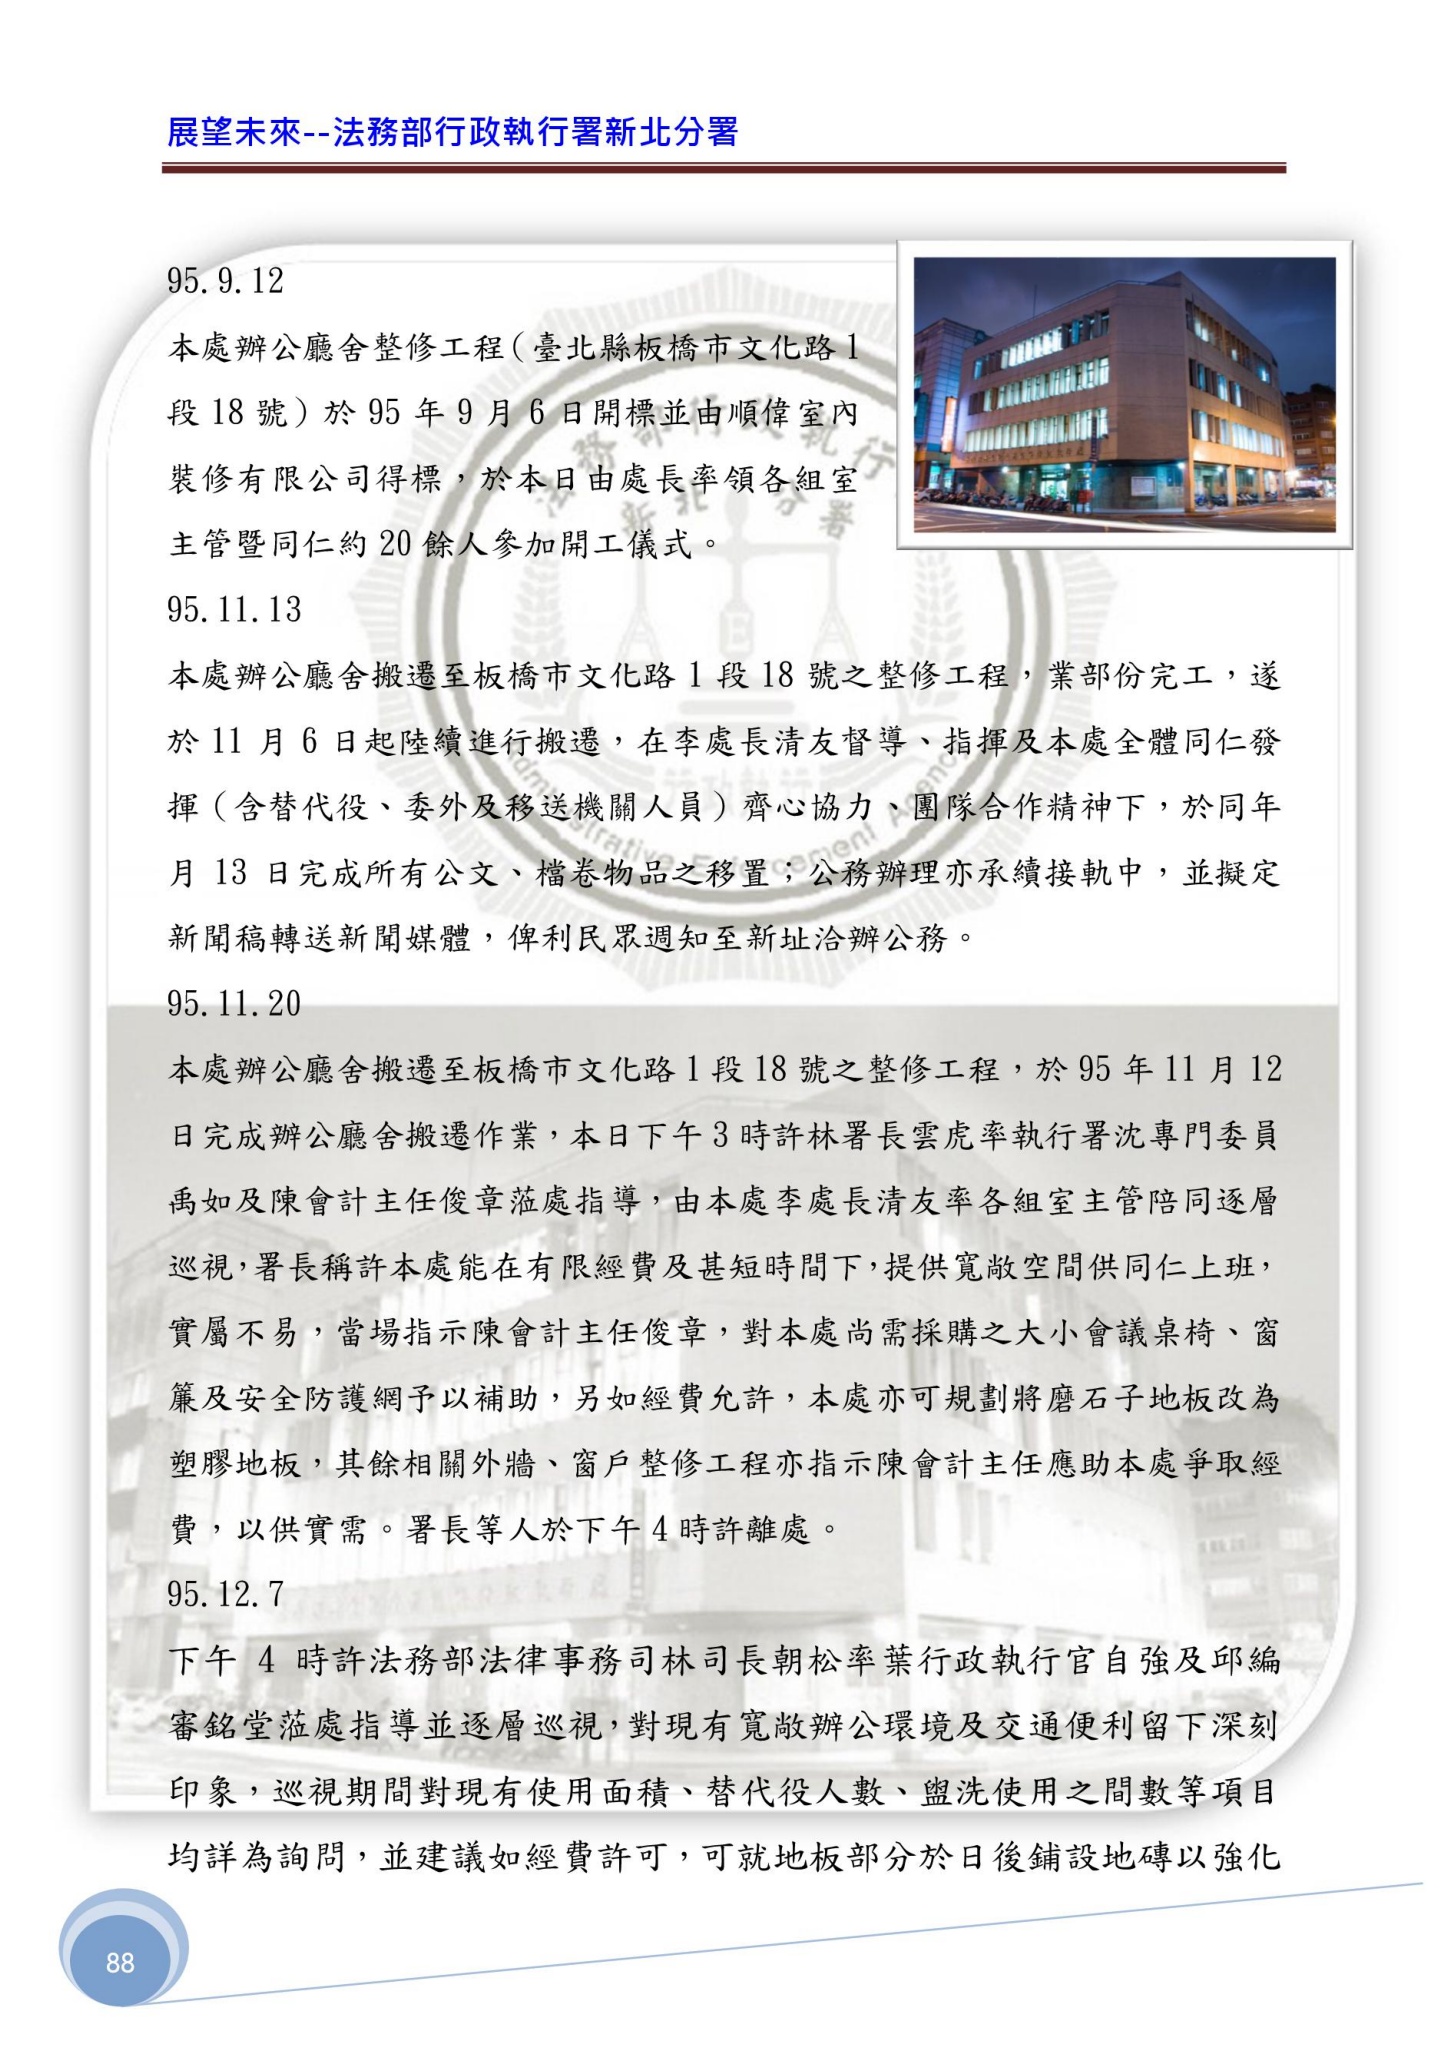 展望未來--法務部行政執行署新北分署
95.9.12
本處辦公廳舍整修工程（臺北縣板橋市文化路1
段18號）於95年9月6日開標並由順偉室內
裝修有限公司得標，於本日由處長率領各組室
主管暨同仁約20餘人參加開工儀式。
95.11.13
本處辦公廳舍搬遷至板橋市文化路1段18號之整修工程，業部份完工，遂
於11月6日起陸續進行搬遷，在李處長清友督導、指揮及本處全體同仁發
揮（含替代役、委外及移送機關人員）齊心協力、團隊合作精神下，於同年
月13日完成所有公文、檔卷物品之移置；公務辦理亦承續接軌中，並擬定
新聞稿轉送新聞媒體，俾利民眾週知至新址洽辦公務。
95.11.20
本處辦公廳舍搬遷至板橋市文化路1段18號之整修工程，於95年11月12
日完成辦公廳舍搬遷作業，本日下午3時許林署長雲虎率執行署沈專門委員
禹如及陳會計主任俊章蒞處指導，由本處李處長清友率各組室主管陪同逐層
巡視，署長稱許本處能在有限經費及甚短時間下，提供寬敞空間供同仁上班，
實屬不易，當場指示陳會計主任俊章，對本處尚需採購之大小會議桌椅、窗
簾及安全防護網予以補助，另如經費允許，本處亦可規劃將磨石子地板改為
塑膠地板，其餘相關外牆、窗戶整修工程亦指示陳會計主任應助本處爭取經
費，以供實需。署長等人於下午4時許離處。
95.12.7
下午4時許法務部法律事務司林司長朝松率葉行政執行官自強及邱編
審銘堂蒞處指導並逐層巡視，對現有寬敞辦公環境及交通便利留下深刻
印象，巡視期間對現有使用面積、替代役人數、盥洗使用之間數等項目
均詳為詢問，並建議如經費許可，可就地板部分於日後鋪設地磚以強化
法務部行政執行
新北分署
行政執行
Administrative Enforcement Agency
88